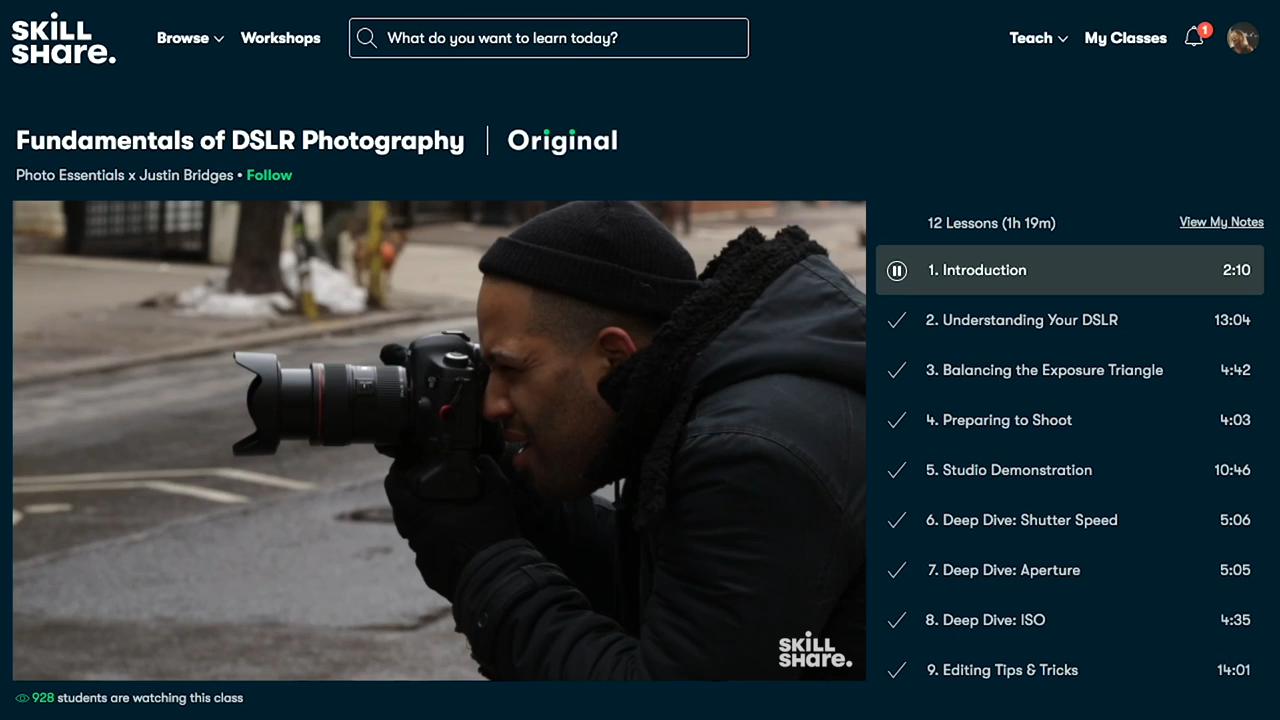 SKILL
SHARE.
Browse
Workshops
What do you want to learn today?
Teach
My Classes
1
Fundamentals of DSLR Photography
Original
Photo Essentials x Justin Bridges • Follow
12 Lessons (1h 19m)
View My Notes
1. Introduction 2:10
2. Understanding Your DSLR 13:04
3. Balancing the Exposure Triangle 4:42
4. Preparing to Shoot 4:03
5. Studio Demonstration 10:46
6. Deep Dive: Shutter Speed 5:06
7. Deep Dive: Aperture 5:05
8. Deep Dive: ISO 4:35
9. Editing Tips & Tricks 14:01
SKILL
SHARE.
928 students are watching this class